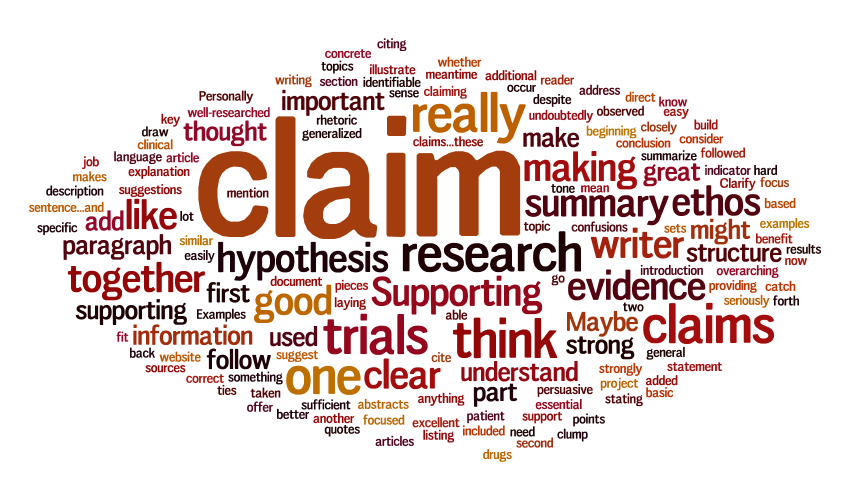 citing
concrete
whether
topics illustrate meantime additional reader
writing section identifiable occur address
Personally important sense claiming despite direct know
well-researched rhetoric really undoubtedly observed easy
key thought generalized claims...these make beginning closely build
draw clinical claim conclusion consider
language article summarize followed
job explanation making great indicator hard
makes suggestions mention tone mean Clarify focus
description summary ethos based
sentence...and add like lot topic confusions sets might examples
specific paragraph similar hypothesis research writer structure benefit results
easily now
together document pieces go evidence introduction overarching
first good laying Supporting providing catch
supporting Examples able two seriously forth
fit information used trials think Maybe claims
back website follow suggest cite strong general
sources one clear understand strongly statement
correct something project added
ties taken anything part persuasive stating basic
offer sufficient abstracts essential
better another focused excellent patient support points
quotes listing included need clump
articles second
drugs